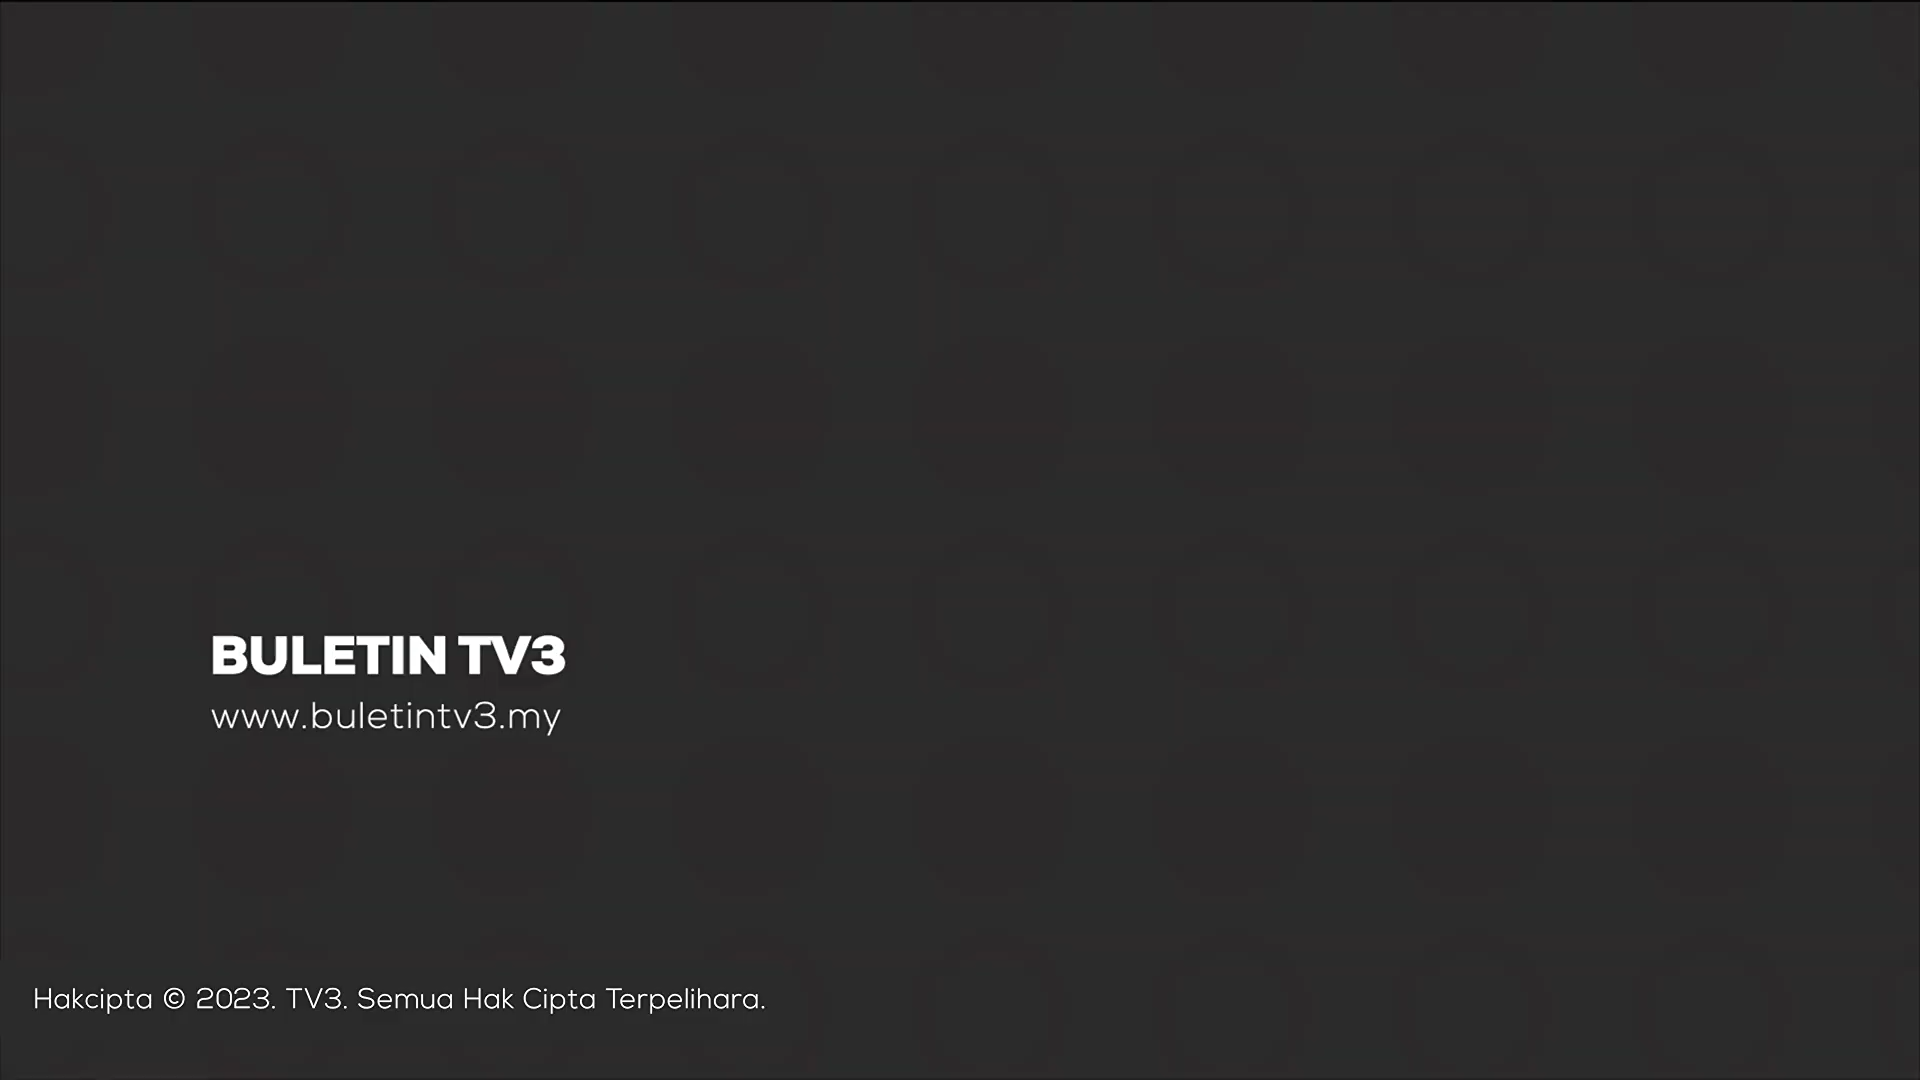 BULETIN TV3
www.buletintv3.my
Hakcipta © 2023. TV3. Semua Hak Cipta Terpelihara.